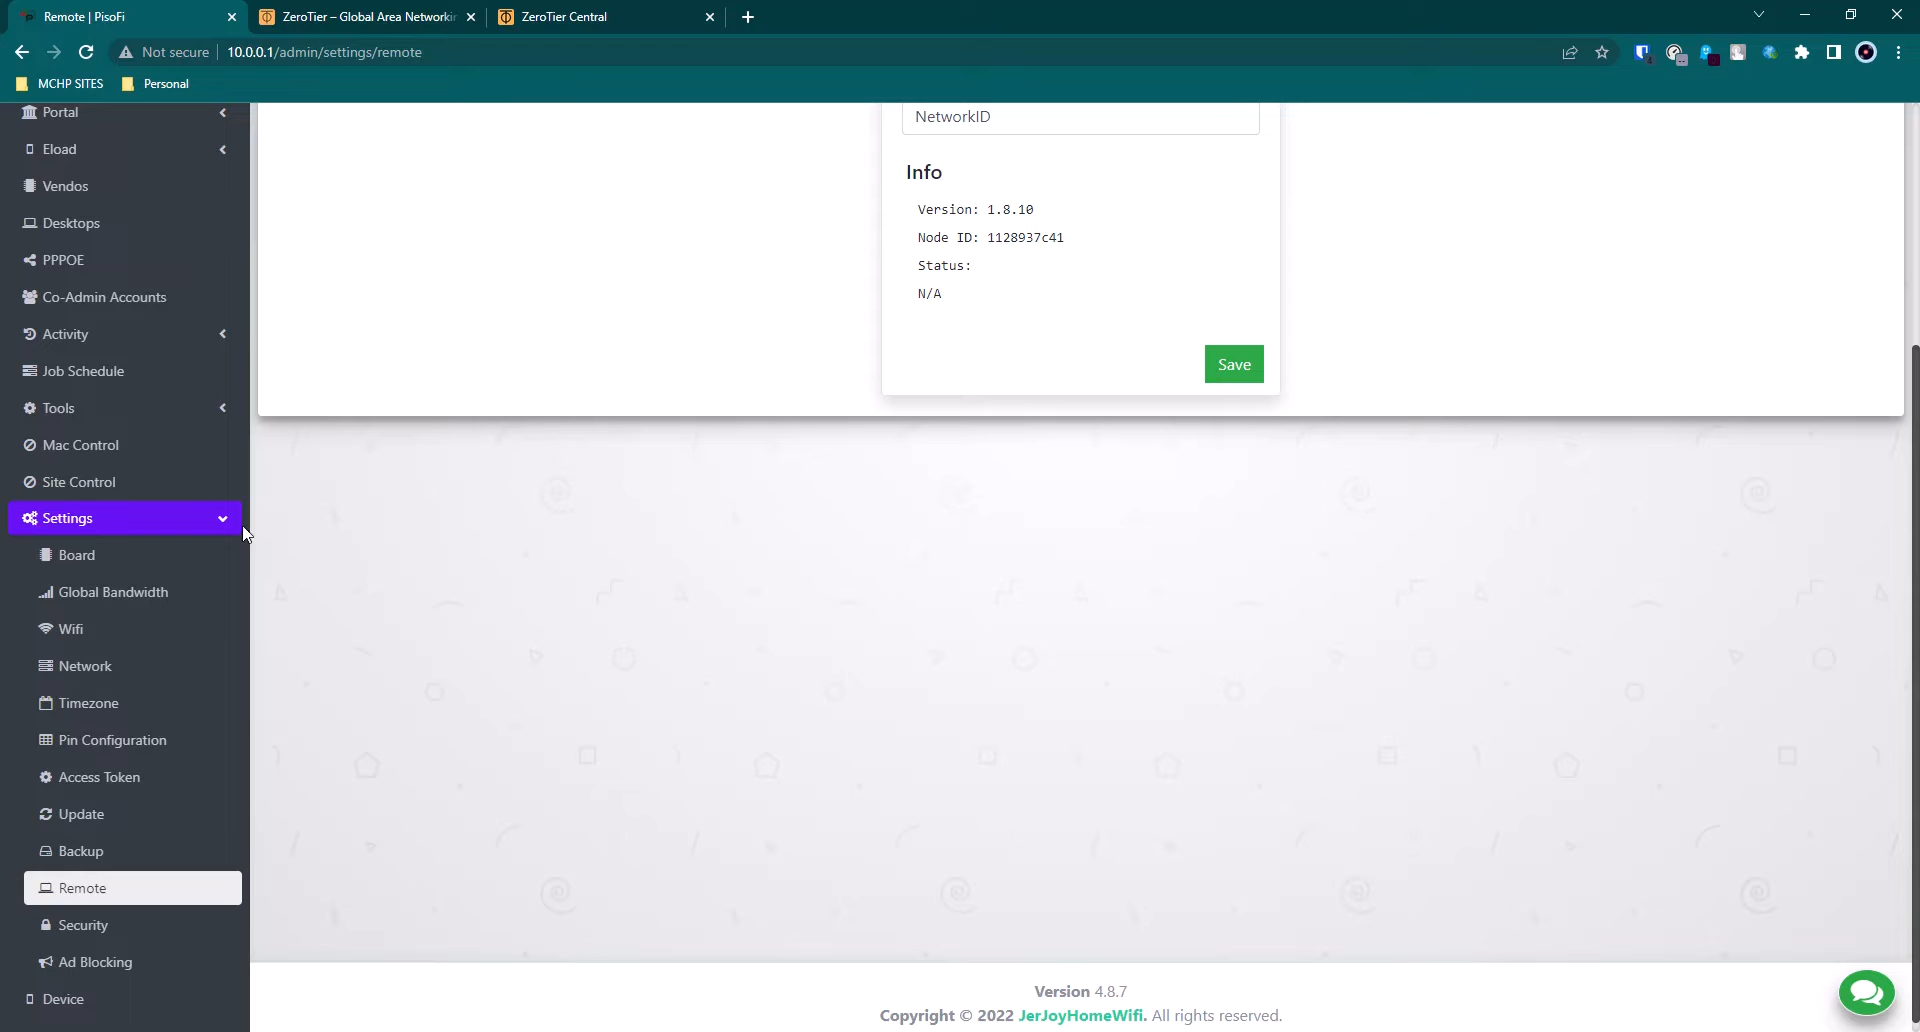 Remote | PisoFi
ZeroTier – Global Area Networkin
ZeroTier Central
Not secure
10.0.0.1/admin/settings/remote
MCHP SITES
Personal
Portal
Eload
Vendos
Desktops
PPPOE
Co-Admin Accounts
Activity
Job Schedule
Tools
Mac Control
Site Control
Settings
Board
Global Bandwidth
Wifi
Network
Timezone
Pin Configuration
Access Token
Update
Backup
Remote
Security
Ad Blocking
Device
NetworkID
Info
Version: 1.8.10
Node ID: 1128937c41
Status:
N/A
Save
Version 4.8.7
Copyright © 2022 JerJoyHomeWifi. All rights reserved.